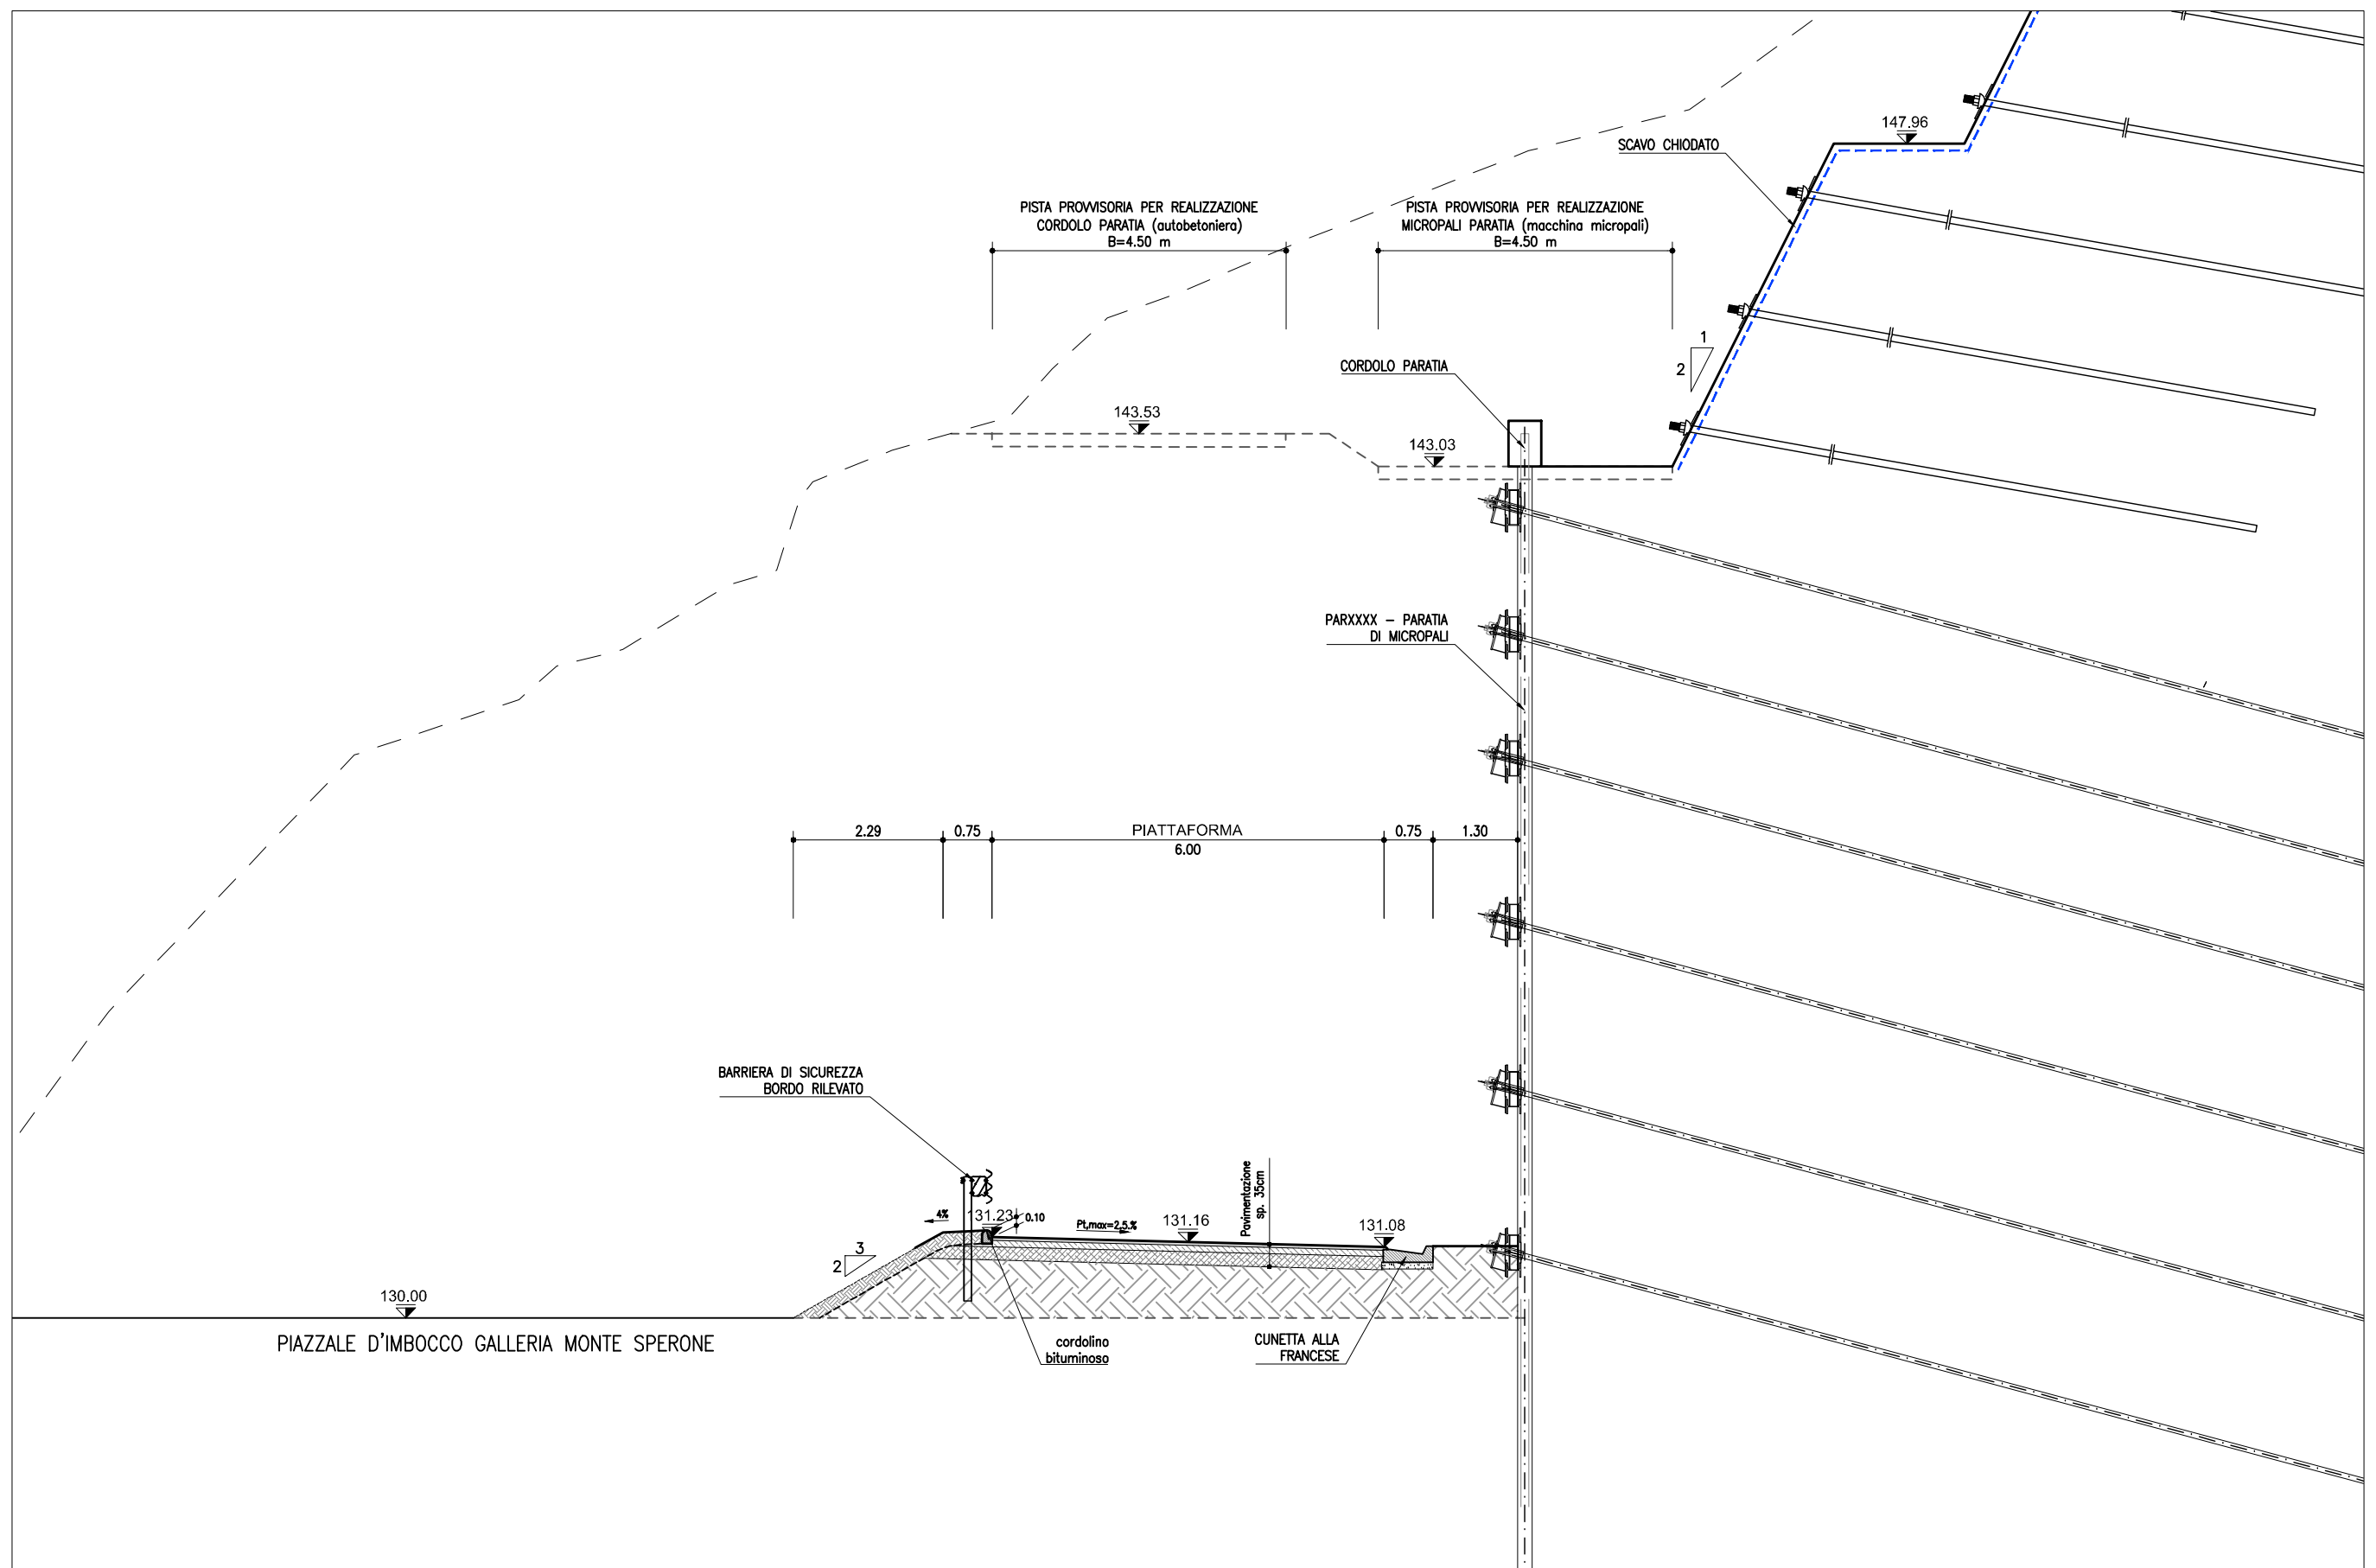 147.96
SCAVO CHIODATO
PISTA PROVVISORIA PER REALIZZAZIONE
CORDOLO PARATIA (autobetoniera)
B=4.50 m
PISTA PROVVISORIA PER REALIZZAZIONE
MICROPALI PARATIA (macchina micropali)
B=4.50 m
1
2
CORDOLO PARATIA
143.53
143.03
PARXXXX - PARATIA
DI MICROPALI
2.29
0.75
PIATTAFORMA
6.00
0.75
1.30
BARRIERA DI SICUREZZA
BORDO RILEVATO
Pavimentazione
sp. 35cm
4%
131.23
0.10
Pt,max=2,5.%
131.16
131.08
3
2
130.00
PIAZZALE D'IMBOCCO GALLERIA MONTE SPERONE
cordolino
bituminoso
CUNETTA ALLA
FRANCESE